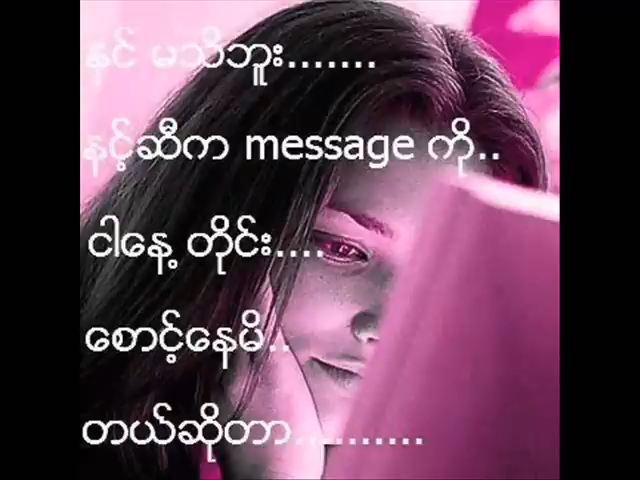 နင် မသိဘူး.......
နင့်ဆီက message ကို..
ငါနေ့ တိုင်း....
စောင့်နေမိ..
တယ်ဆိုတာ..........